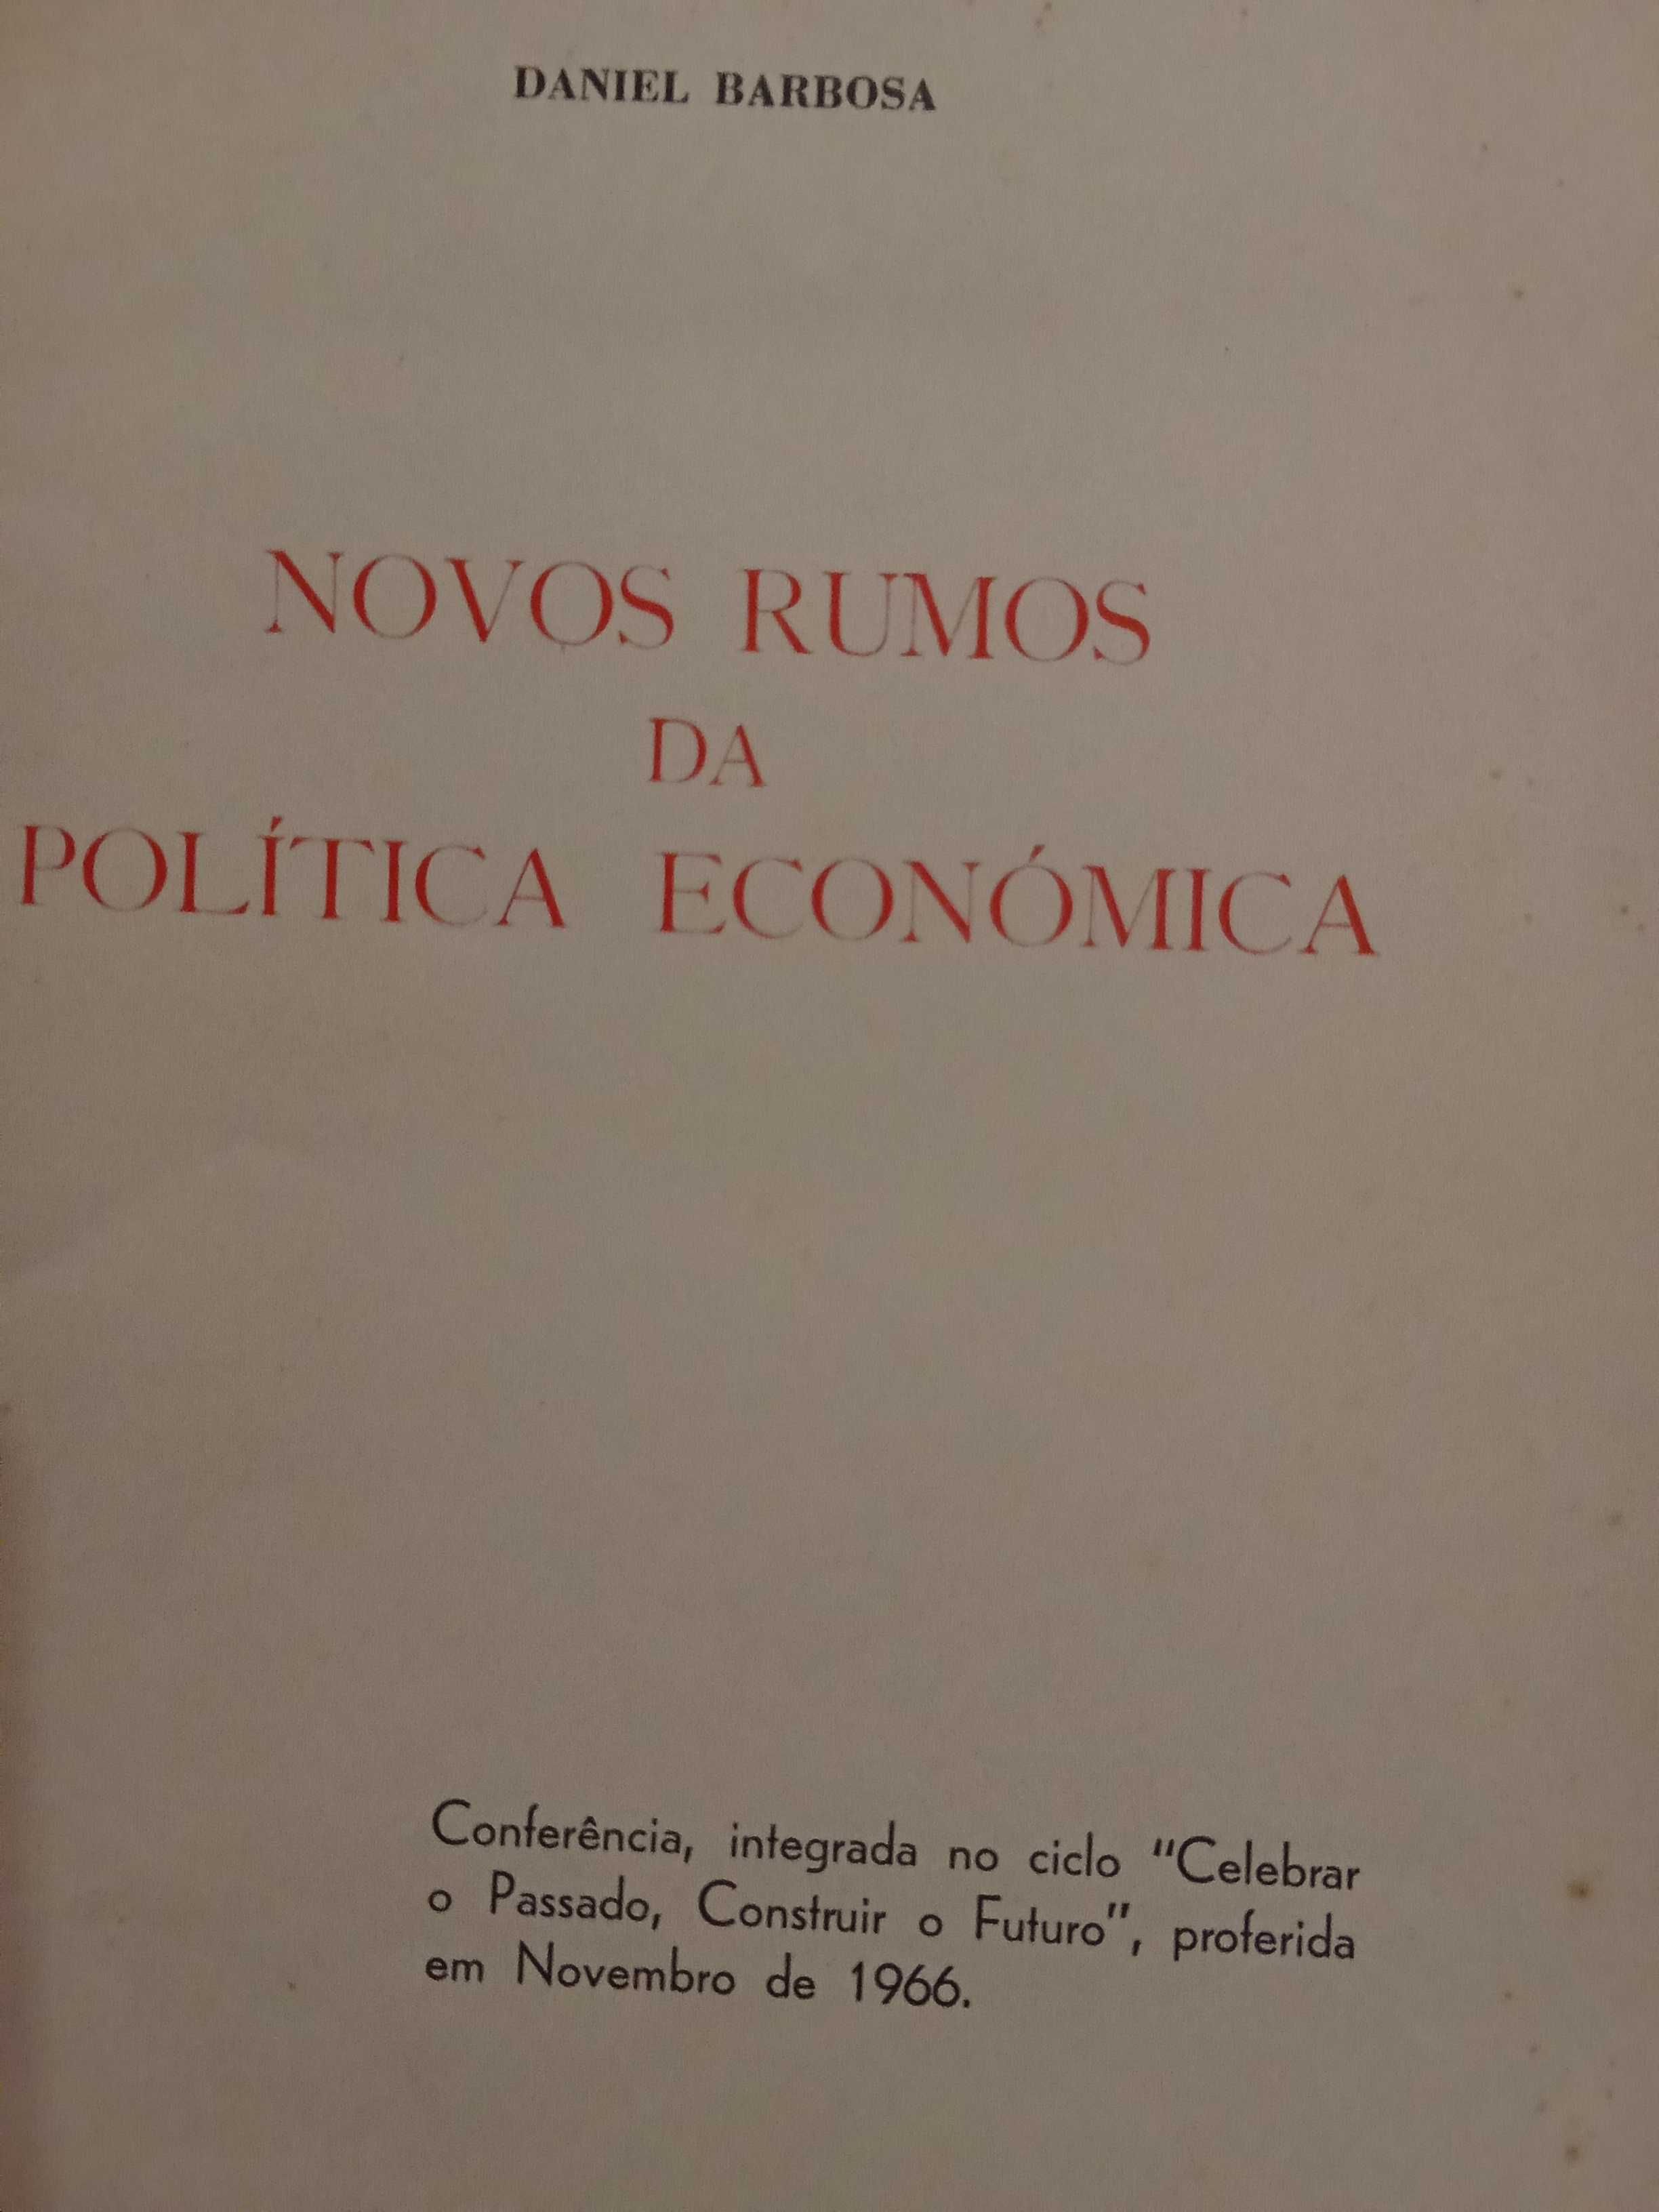 DANIEL BARBOSA
NOVOS RUMOS
DA
POLÍTICA ECONÓMICA
Conferência, integrada no ciclo "Celebrar
o Passado, Construir o Futuro", proferida
em Novembro de 1966.